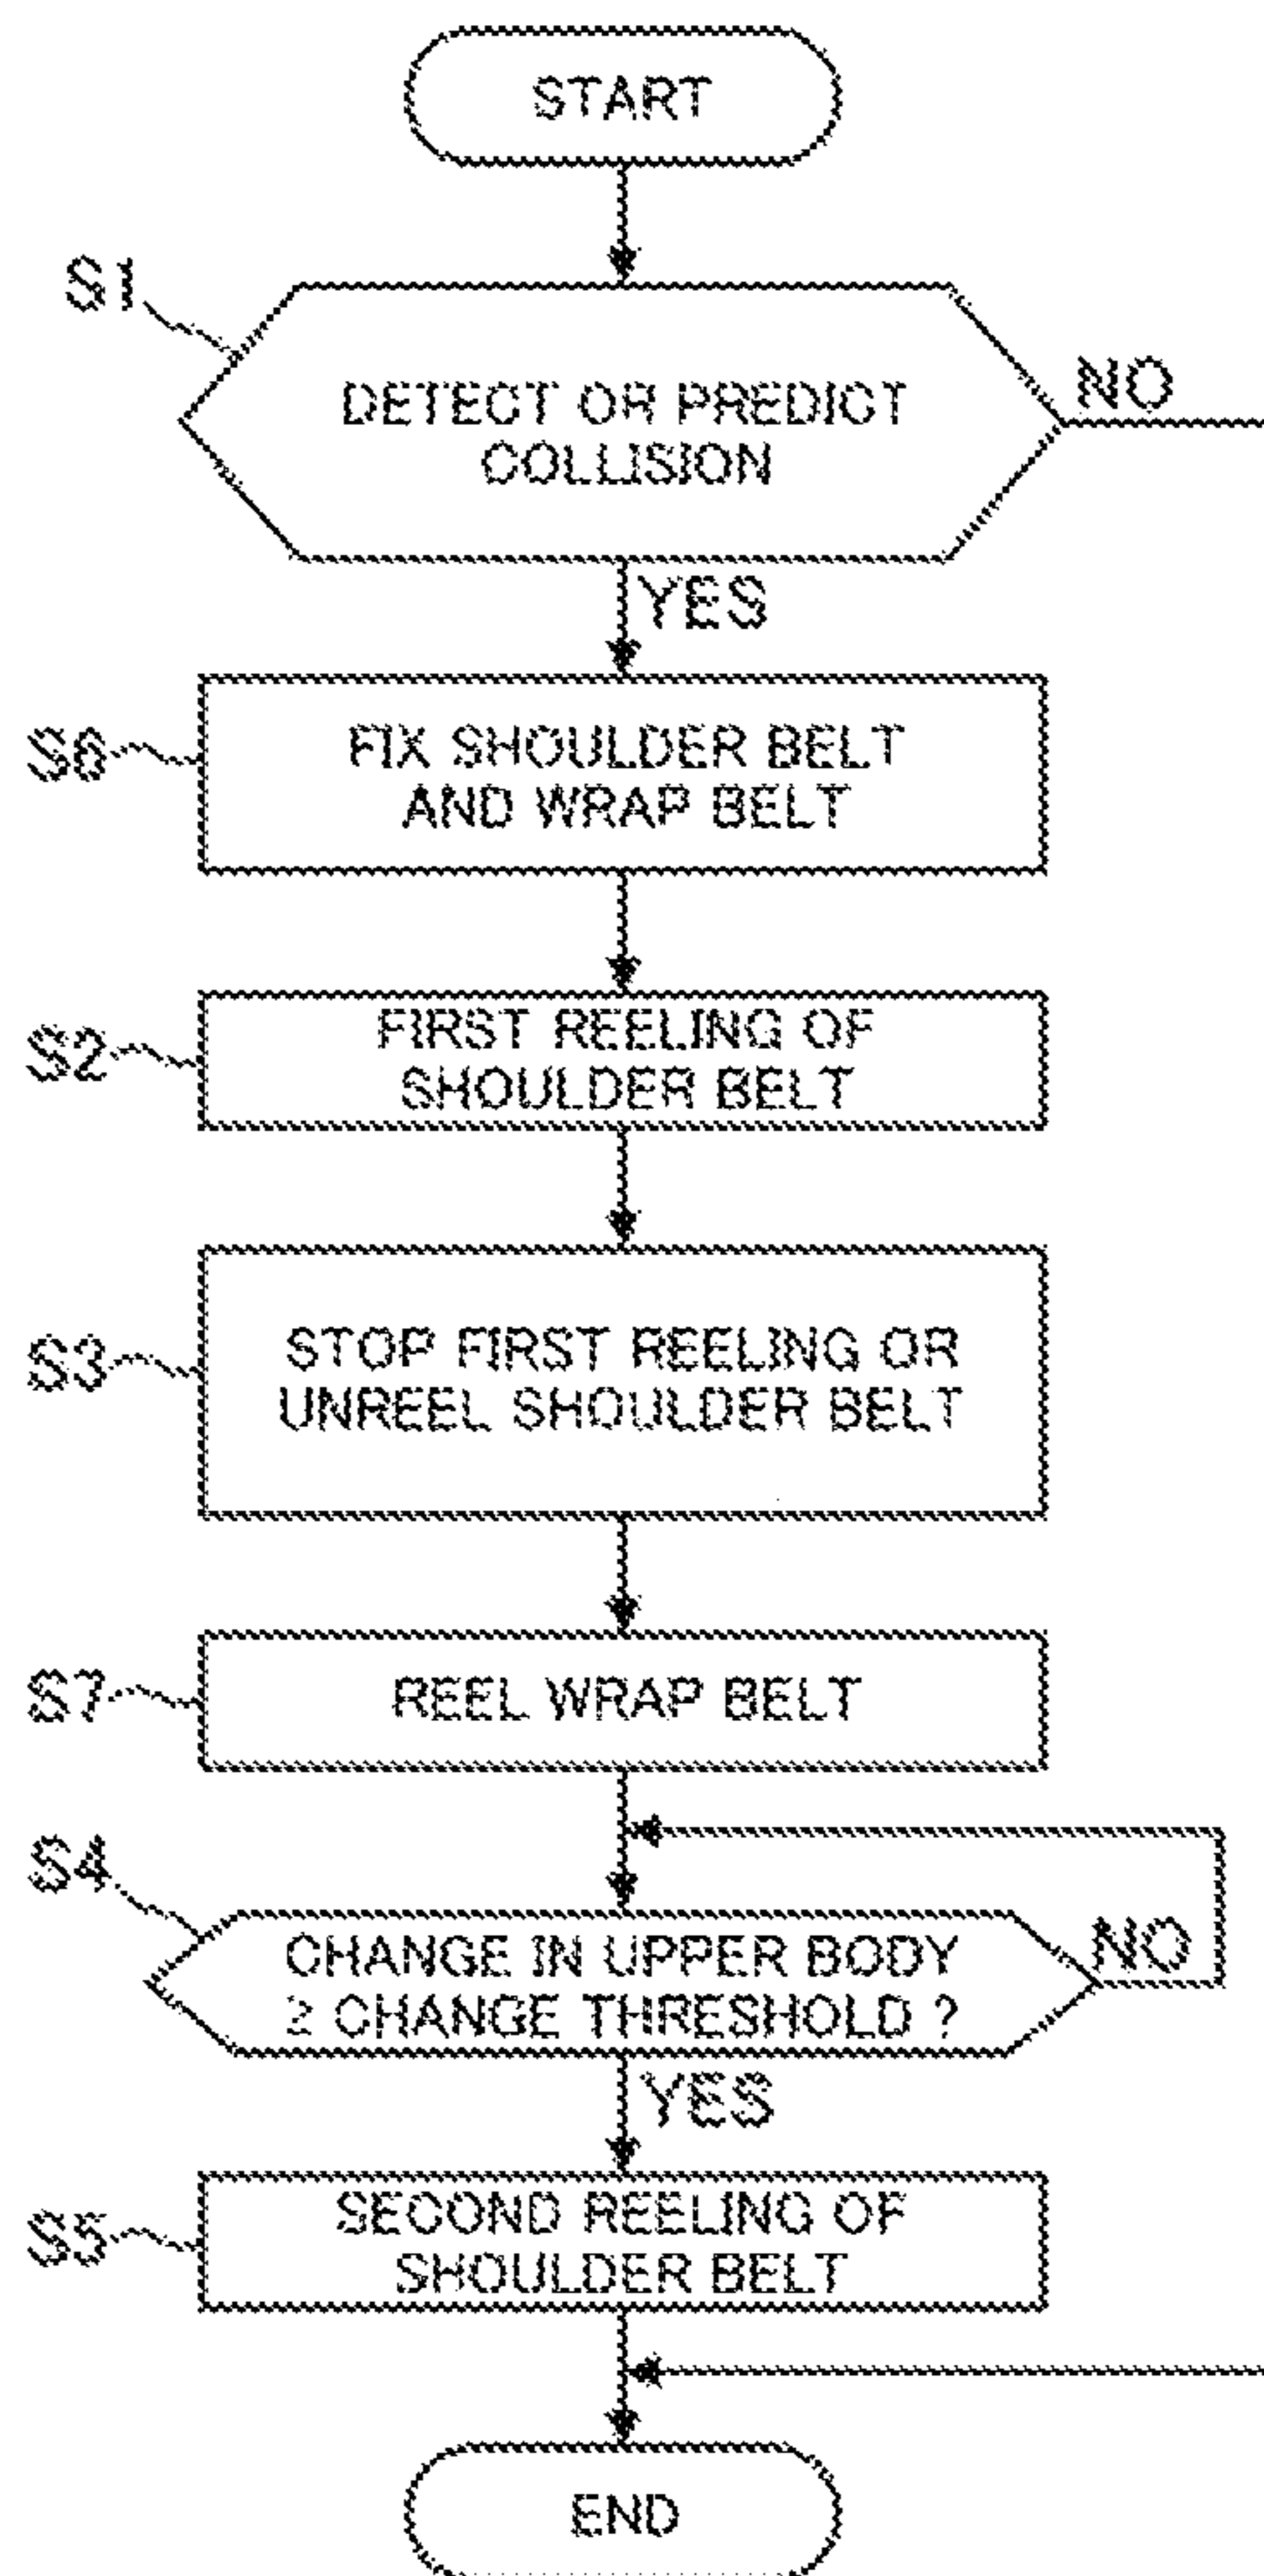 START
S1
DETECT OR PREDICT
COLLISION
NO
YES
S6
FIX SHOULDER BELT
AND WRAP BELT
S2
FIRST REELING OF
SHOULDER BELT
S3
STOP FIRST REELING OR
UNREEL SHOULDER BELT
S7
REEL WRAP BELT
S4
CHANGE IN UPPER BODY
≥ CHANGE THRESHOLD ?
NO
YES
S5
SECOND REELING OF
SHOULDER BELT
END